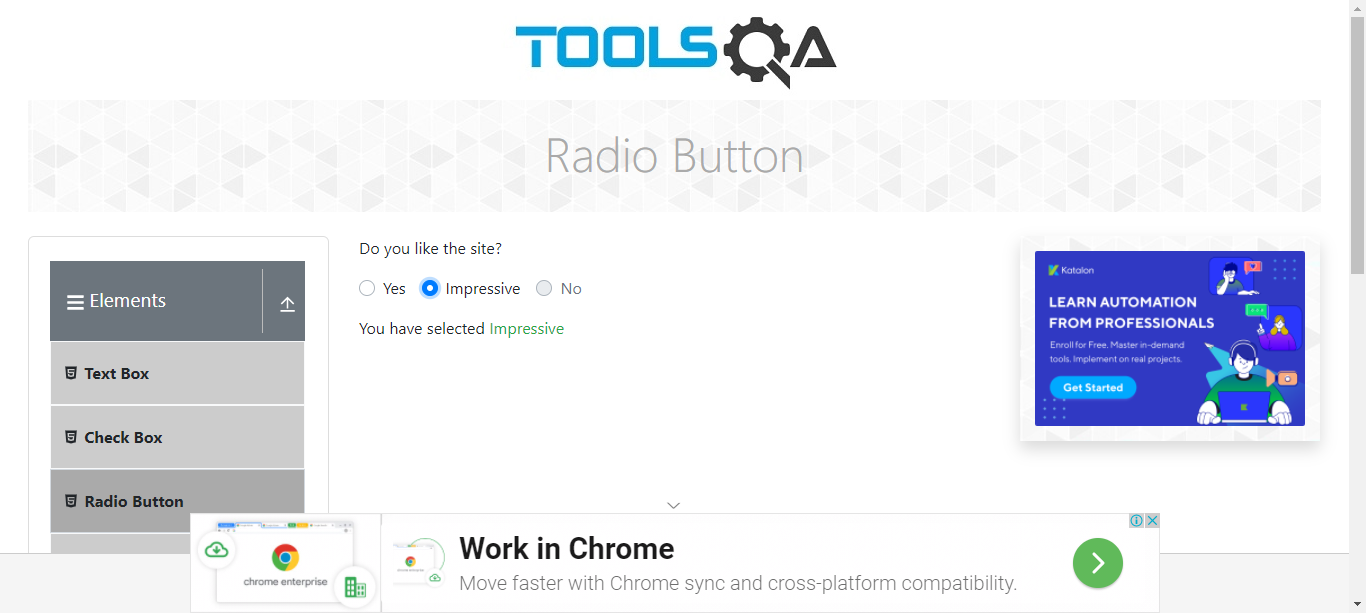 TOOLSQA
Radio Button
Elements
Text Box
Check Box
Radio Button
Do you like the site?
Yes Impressive No
You have selected Impressive
Katalon
LEARN AUTOMATION
FROM PROFESSIONALS
Enroll for Free. Master in-demand
tools. Implement on real projects.
Get Started
chrome enterprise
Work in Chrome
Move faster with Chrome sync and cross-platform compatibility.